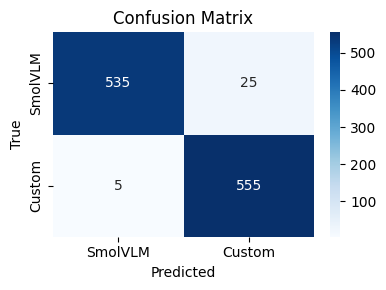 Confusion Matrix
SmolVLM
535
25
500
400
300
200
100
True
Custom
5
555
SmolVLM
Custom
Predicted